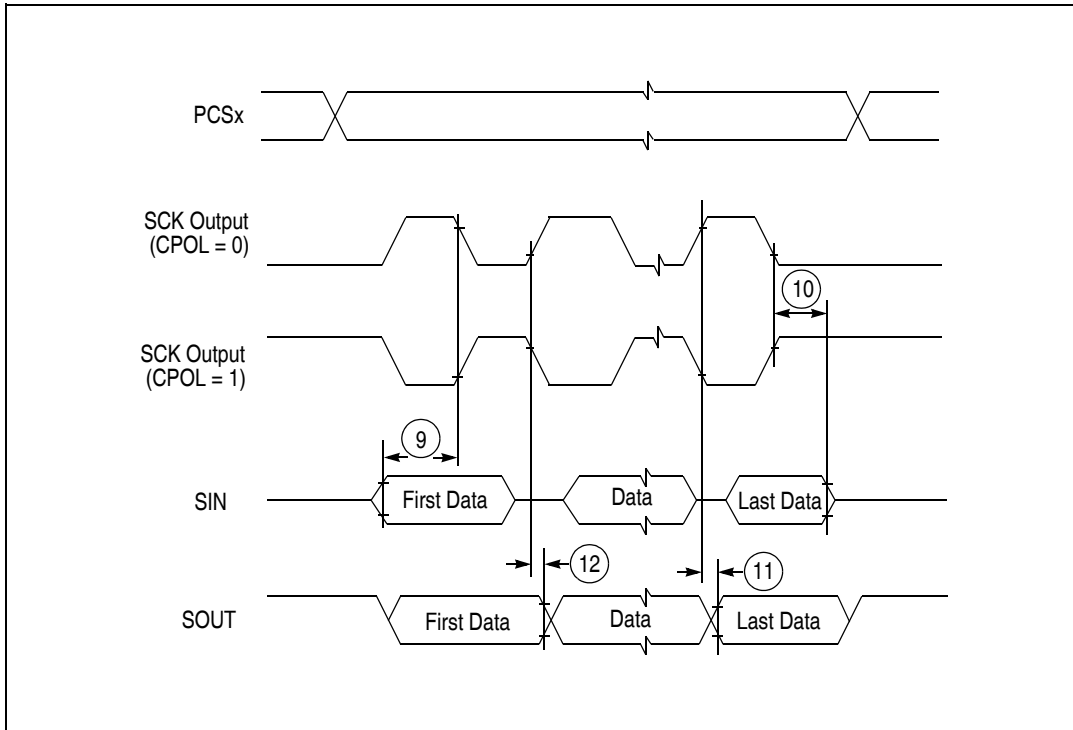 PCSx
SCK Output
(CPOL = 0)
10
SCK Output
(CPOL = 1)
9
SIN
First Data
Data
Last Data
12
11
SOUT
First Data
Data
Last Data